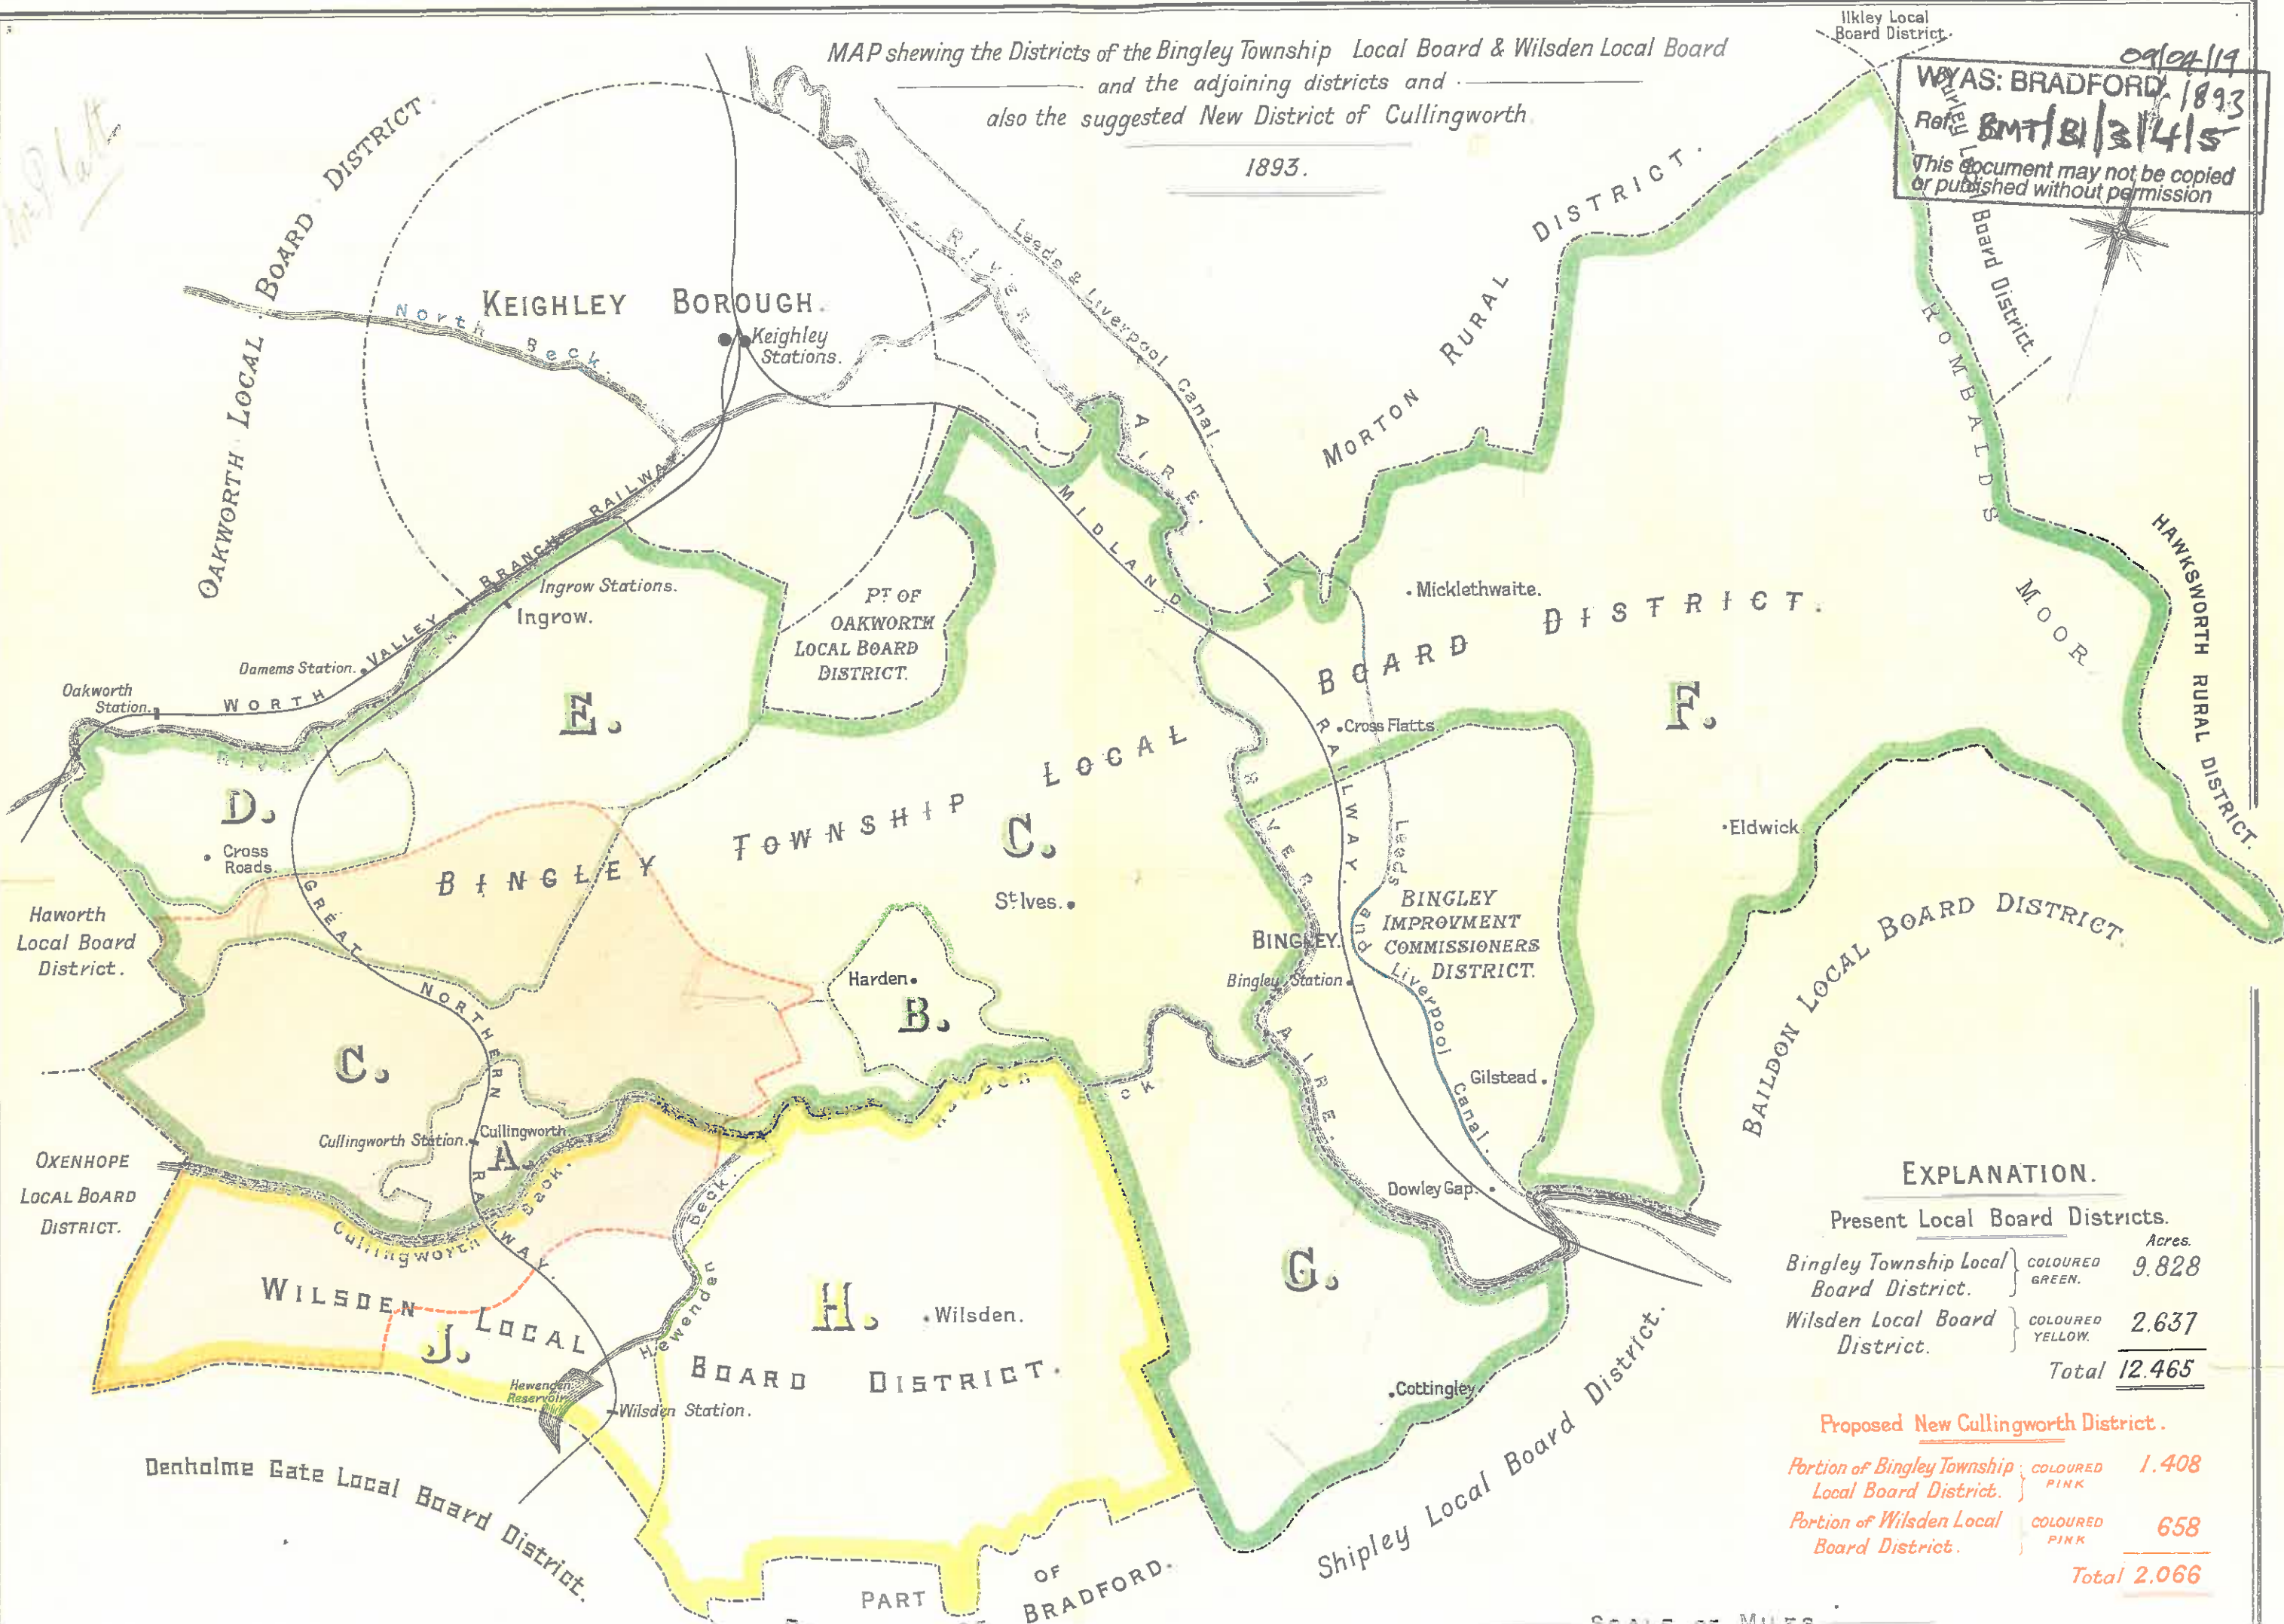 MAP shewing the Districts of the Bingley Township Local Board & Wilsden Local Board
and the adjoining districts and
also the suggested New District of Cullingworth
1893.
Ilkley Local
Board District.
09/04/19
WYAS: BRADFORD
1893
Ref: BMT/B1/3/4/5
This document may not be copied
or published without permission
Burley Local Board District.
OAKWORTH LOCAL BOARD DISTRICT
KEIGHLEY BOROUGH.
Keighley
Stations.
North Beck.
RIVER AIRE.
Leeds & Liverpool Canal.
MORTON RURAL DISTRICT.
ROMBALDS MOOR
HAWKSWORTH RURAL DISTRICT.
WORTH VALLEY BRANCH RAILWAY.
MIDLAND RAILWAY.
Ingrow Stations.
Ingrow.
Damems Station.
Oakworth
Station.
River
PT OF
OAKWORTH
LOCAL BOARD
DISTRICT.
Micklethwaite.
BINGLEY TOWNSHIP LOCAL BOARD DISTRICT.
E.
F.
Cross Flatts
D.
Cross
Roads.
C.
Eldwick
St. Ives.
RIVER AIRE.
Leeds and Liverpool Canal.
BINGLEY
IMPROVMENT
COMMISSIONERS
DISTRICT.
BINGLEY.
Bingley Station
Haworth
Local Board
District.
GREAT NORTHERN RAILWAY.
Harden.
B.
C.
BAILDON LOCAL BOARD DISTRICT.
Gilstead.
Cullingworth Station.
Cullingworth.
A.
Harden Beck
OXENHOPE
LOCAL BOARD
DISTRICT.
Cullingworth Beck.
Dowley Gap.
Hewenden Beck.
WILSDEN LOCAL
BOARD DISTRICT.
J.
H.
Wilsden.
G.
Hewenden
Reservoir
Wilsden Station.
Cottingley
Denholme Gate Local Board District.
Shipley Local Board District.
PART OF BRADFORD.
EXPLANATION.
Present Local Board Districts.
Acres.
Bingley Township Local Board District. } COLOURED GREEN. 9.828
Wilsden Local Board District. } COLOURED YELLOW. 2.637
Total 12.465
Proposed New Cullingworth District.
Portion of Bingley Township Local Board District. } COLOURED PINK 1.408
Portion of Wilsden Local Board District. } COLOURED PINK 658
Total 2.066
SCALE OF MILES.